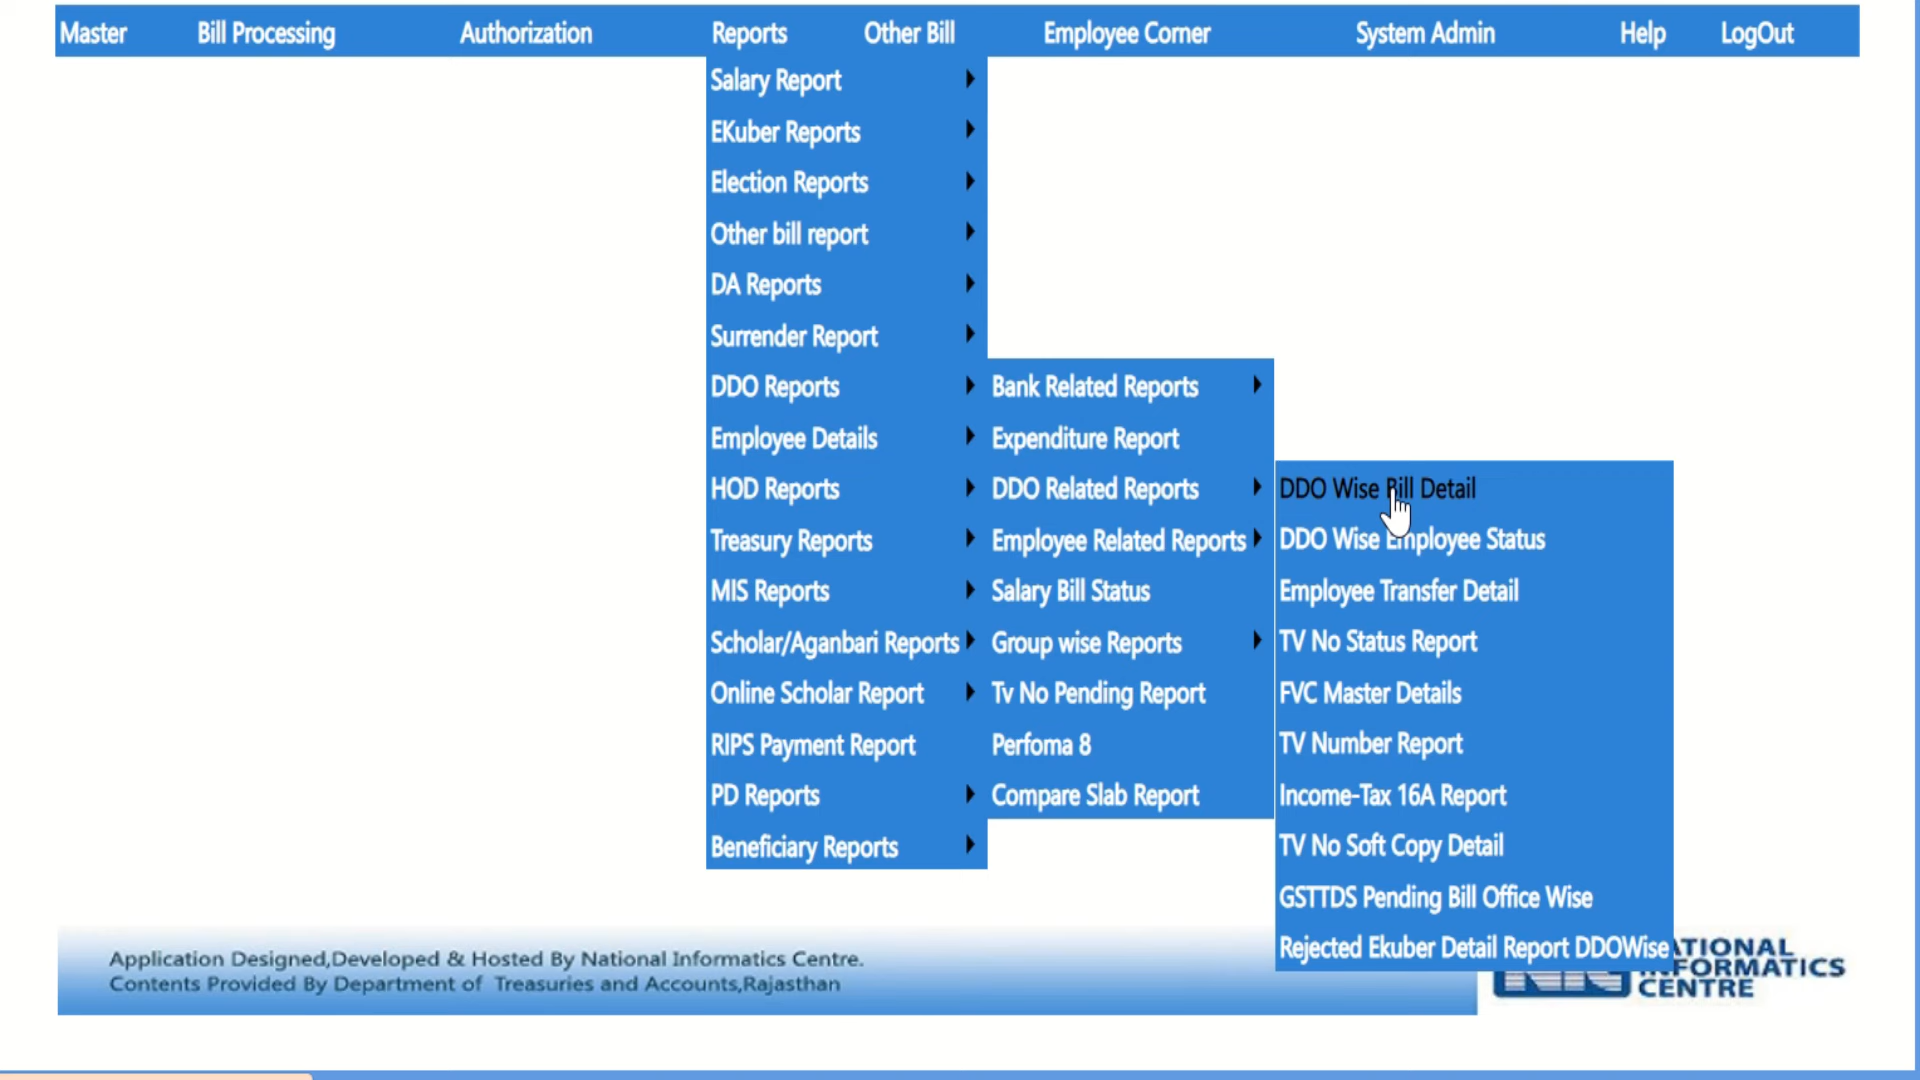 Master Bill Processing Authorization Reports Other Bill Employee Corner System Admin Help LogOut
Salary Report
EKuber Reports
Election Reports
Other bill report
DA Reports
Surrender Report
DDO Reports
Employee Details
HOD Reports
Treasury Reports
MIS Reports
Scholar/Aganbari Reports
Online Scholar Report
RIPS Payment Report
PD Reports
Beneficiary Reports
Bank Related Reports
Expenditure Report
DDO Related Reports
Employee Related Reports
Salary Bill Status
Group wise Reports
Tv No Pending Report
Perfoma 8
Compare Slab Report
DDO Wise Bill Detail
DDO Wise Employee Status
Employee Transfer Detail
TV No Status Report
FVC Master Details
TV Number Report
Income-Tax 16A Report
TV No Soft Copy Detail
GSTTDS Pending Bill Office Wise
Rejected Ekuber Detail Report DDOWise
Application Designed,Developed & Hosted By National Informatics Centre.
Contents Provided By Department of Treasuries and Accounts,Rajasthan
CENTRE